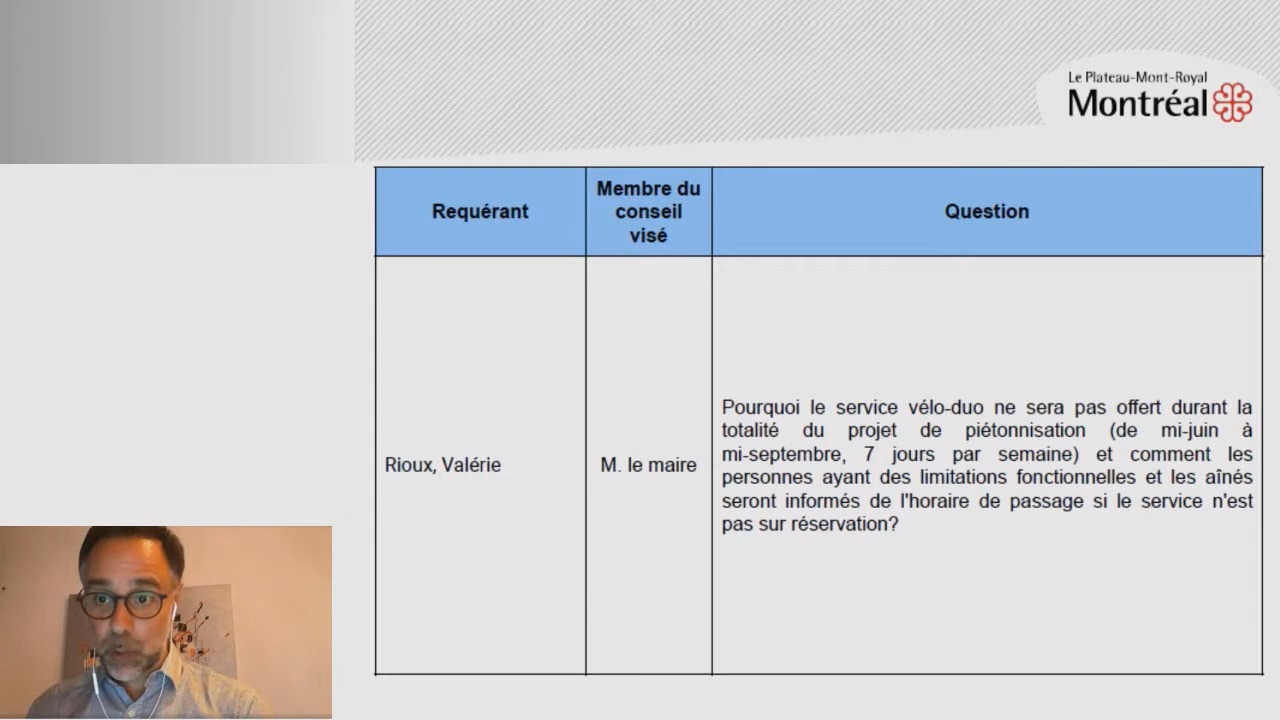 Le Plateau-Mont-Royal
Montréal
Requérant
Membre du
conseil
visé
Question
Rioux, Valérie
M. le maire
Pourquoi le service vélo-duo ne sera pas offert durant la
totalité du projet de piétonnisation (de mi-juin à
mi-septembre, 7 jours par semaine) et comment les
personnes ayant des limitations fonctionnelles et les aînés
seront informés de l'horaire de passage si le service n'est
pas sur réservation?